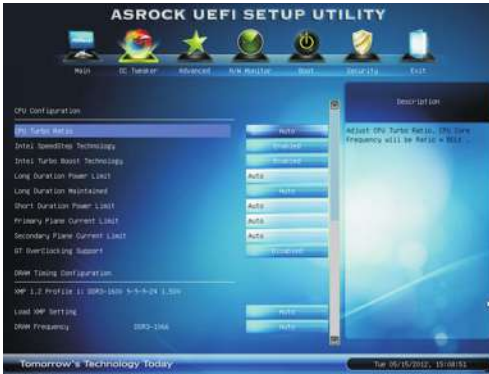 ASROCK UEFI SETUP UTILITY
Main OC Tweaker Advanced H/W Monitor Boot Security Exit
CPU Configuration
Description
CPU Turbo Ratio Auto
Adjust CPU Turbo Ratio. CPU Core
Frequency will be Ratio *
Intel SpeedStep Technology Enabled
Intel Turbo Boost Technology Enabled
Long Duration Power Limit Auto
Long Duration Maintained Auto
Short Duration Power Limit Auto
Primary Plane Current Limit Auto
Secondary Plane Current Limit Auto
GT OverClocking Support Disabled
DRAM Timing Configuration
XMP 1.2 Profile 1: DDR3-1600 9-9-9-24 1.50V
Load XMP Setting Auto
DRAM Frequency DDR3-1066 Auto
Tomorrow's Technology Today
Tue 05/15/2012, 15:08:51